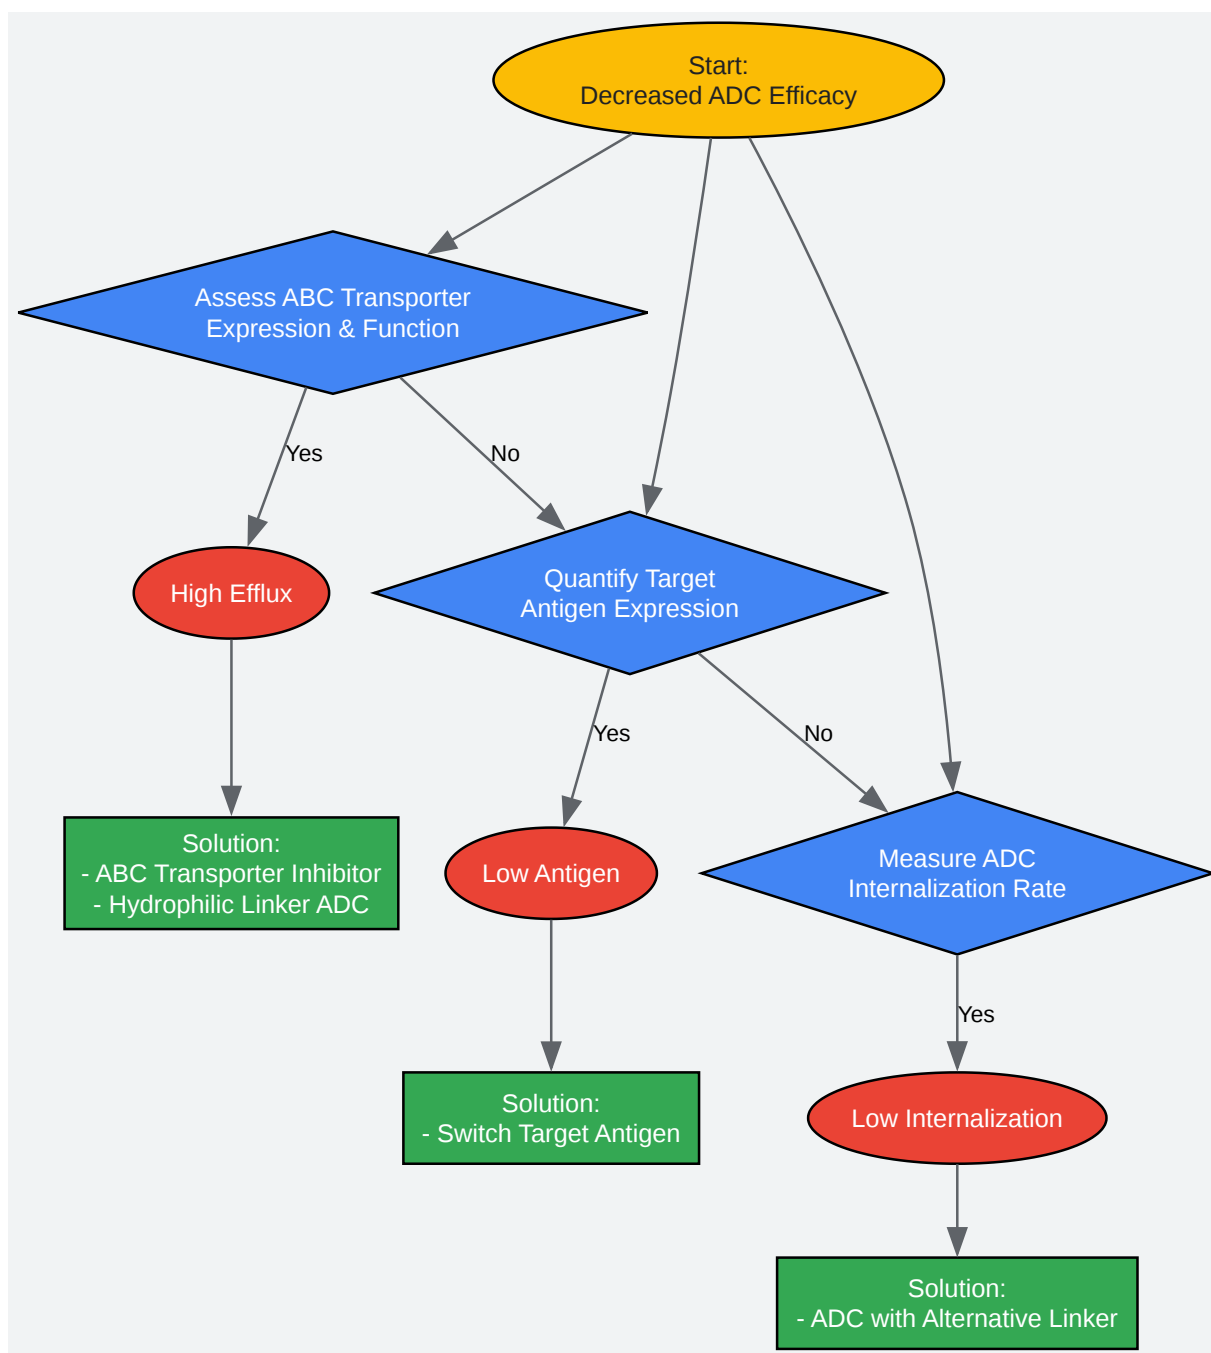 Start:
Decreased ADC Efficacy
Assess ABC Transporter
Expression & Function
Yes
No
High Efflux
Quantify Target
Antigen Expression
Yes
No
Solution:
- ABC Transporter Inhibitor
- Hydrophilic Linker ADC
Low Antigen
Measure ADC
Internalization Rate
Yes
Solution:
- Switch Target Antigen
Low Internalization
Solution:
- ADC with Alternative Linker